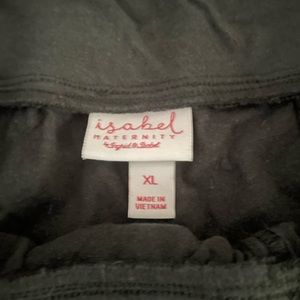 isabel
MATERNITY
by Ingrid & Isabel
XL
MADE IN
VIETNAM